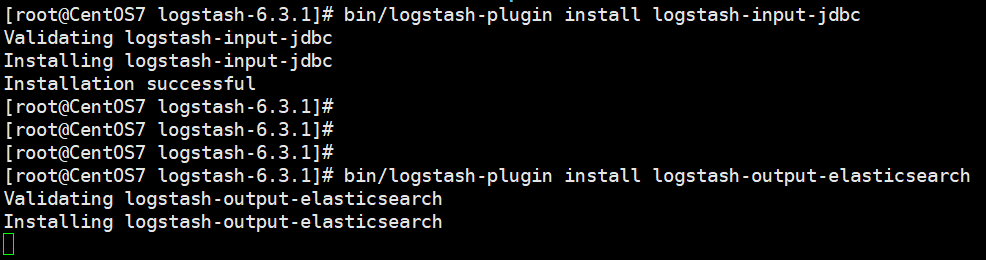 [root@CentOS7 logstash-6.3.1]# bin/logstash-plugin install logstash-input-jdbc
Validating logstash-input-jdbc
Installing logstash-input-jdbc
Installation successful
[root@CentOS7 logstash-6.3.1]#
[root@CentOS7 logstash-6.3.1]#
[root@CentOS7 logstash-6.3.1]#
[root@CentOS7 logstash-6.3.1]# bin/logstash-plugin install logstash-output-elasticsearch
Validating logstash-output-elasticsearch
Installing logstash-output-elasticsearch